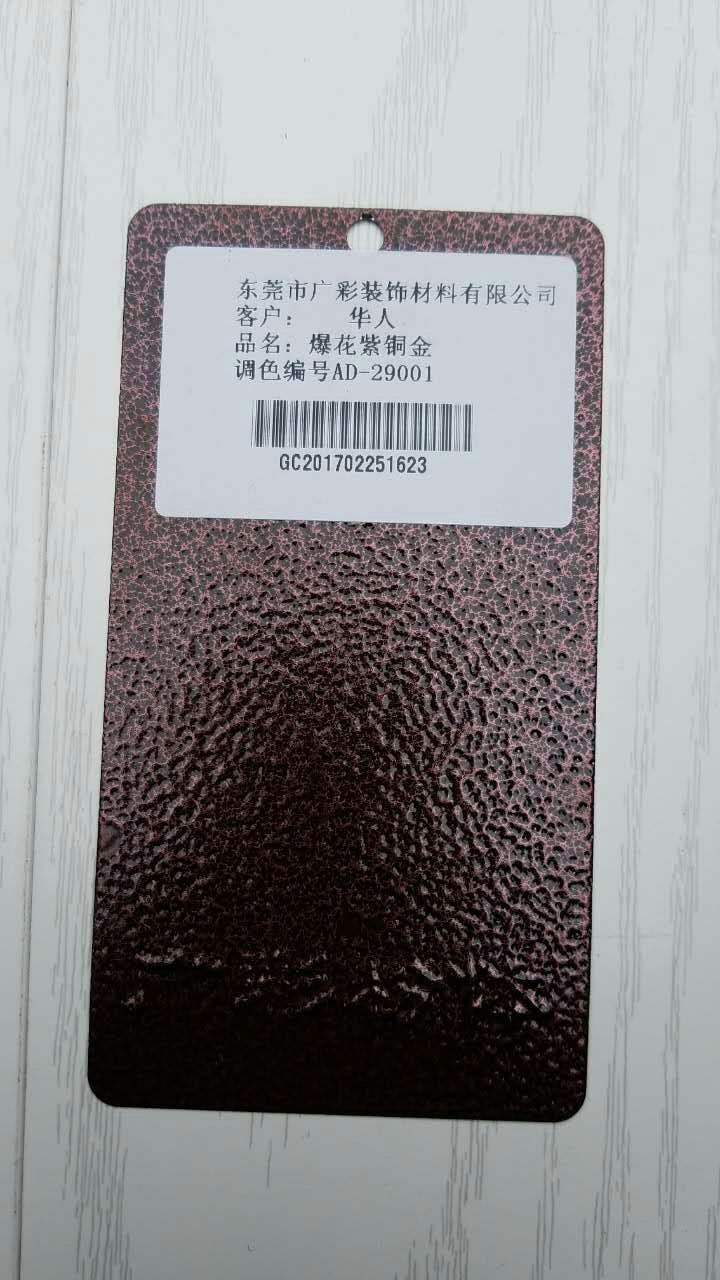 东莞市广彩装饰材料有限公司
客户： 华人
品名：爆花紫铜金
调色编号AD-29001
GC201702251623